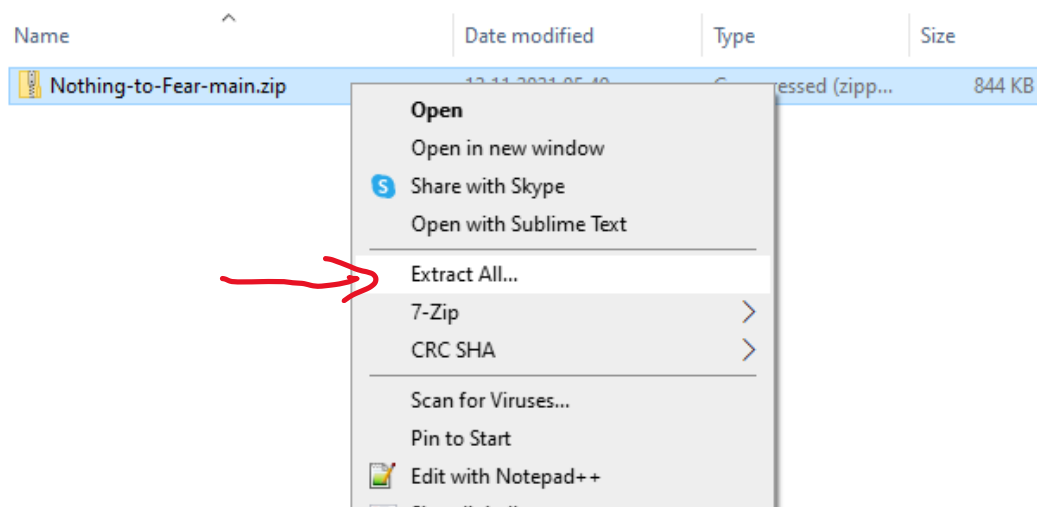 Name Date modified Type Size
Nothing-to-Fear-main.zip essed (zipp... 844 KB
Open
Open in new window
Share with Skype
Open with Sublime Text
Extract All...
7-Zip
CRC SHA
Scan for Viruses...
Pin to Start
Edit with Notepad++